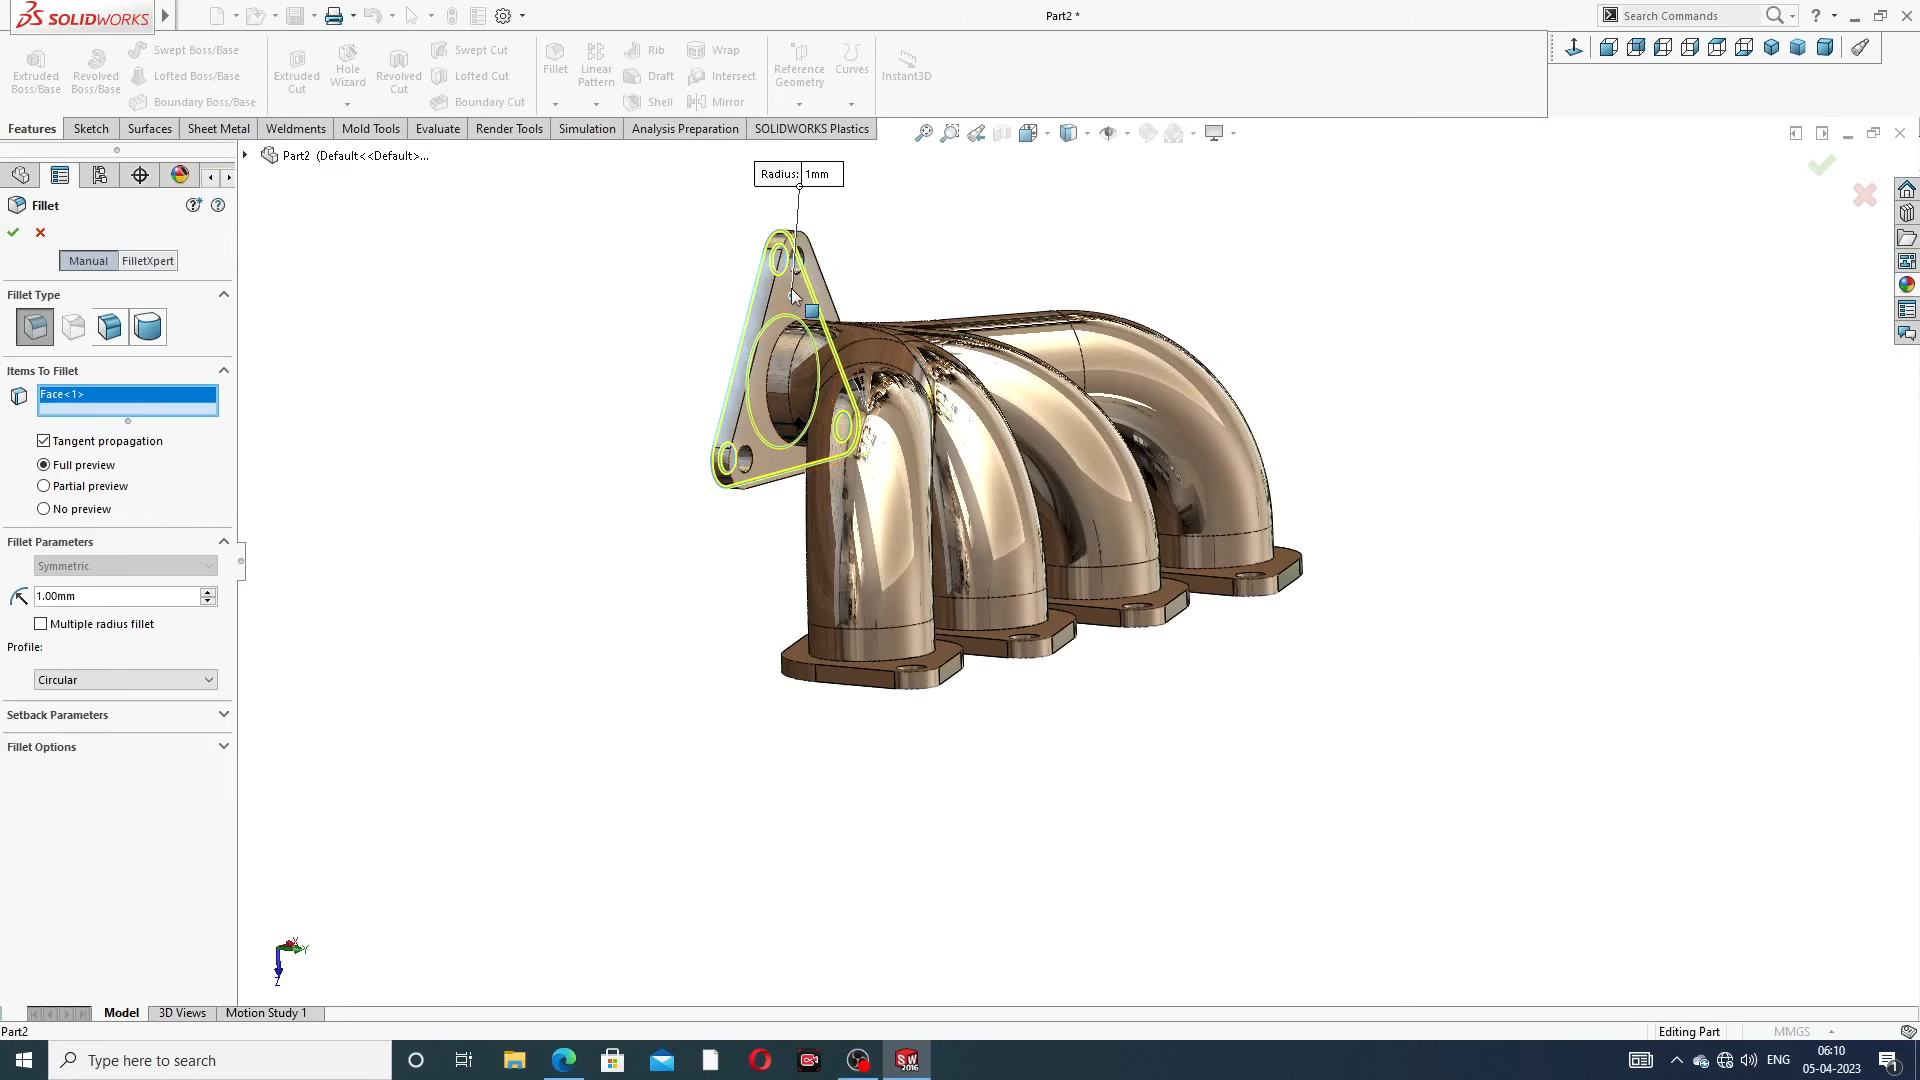 SOLIDWORKS
Part2 *
Search Commands
Extruded Boss/Base
Revolved Boss/Base
Swept Boss/Base
Lofted Boss/Base
Boundary Boss/Base
Extruded Cut
Hole Wizard
Revolved Cut
Swept Cut
Lofted Cut
Boundary Cut
Fillet
Linear Pattern
Rib
Draft
Shell
Wrap
Intersect
Mirror
Reference Geometry
Curves
Instant3D
Features
Sketch
Surfaces
Sheet Metal
Weldments
Mold Tools
Evaluate
Render Tools
Simulation
Analysis Preparation
SOLIDWORKS Plastics
Part2 (Default<<Default>...
Radius: 1mm
Fillet
Manual
FilletXpert
Fillet Type
Items To Fillet
Face<1>
Tangent propagation
Full preview
Partial preview
No preview
Fillet Parameters
Symmetric
1.00mm
Multiple radius fillet
Profile:
Circular
Setback Parameters
Fillet Options
X
Y
Z
Model
3D Views
Motion Study 1
Part2
Editing Part
MMGS
Type here to search
SW
2016
ENG
06:10
05-04-2023
1